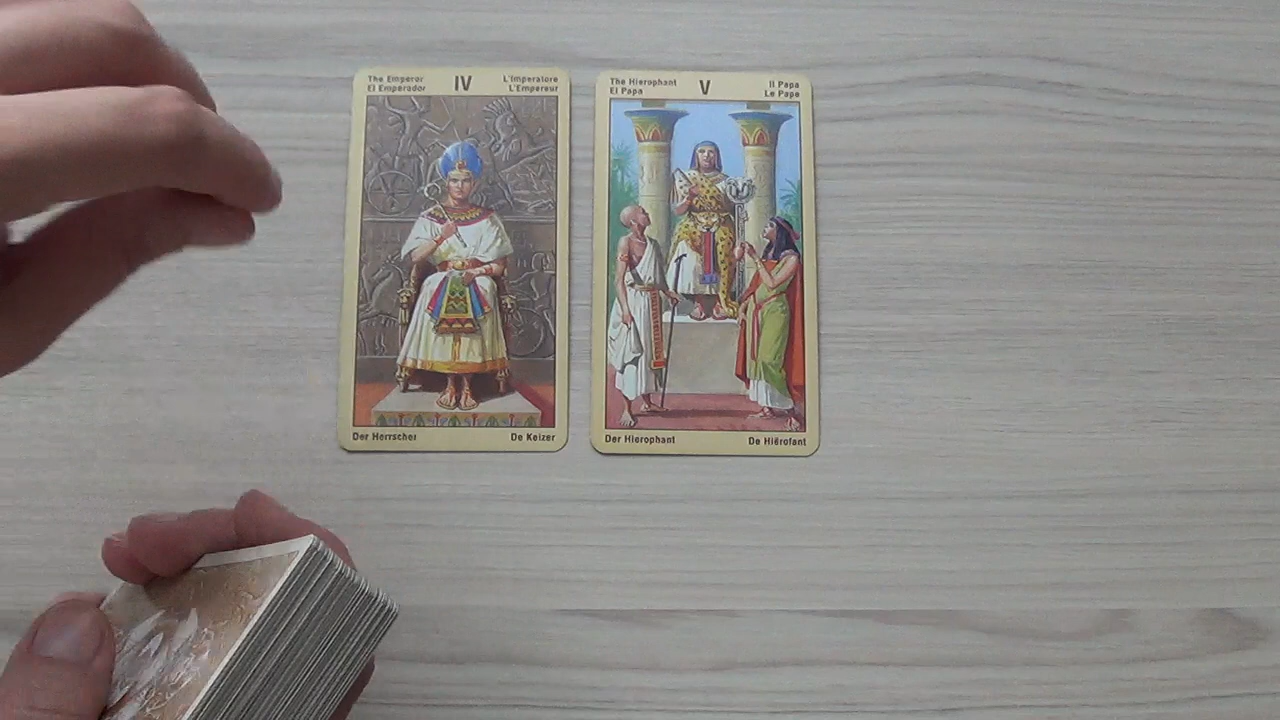 The Emperor
El Emperador
IV
L'Imperatore
L'Empereur
Der Herrscher
De Keizer
The Hierophant
El Papa
V
Il Papa
Le Pape
Der Hierophant
De Hiërofant